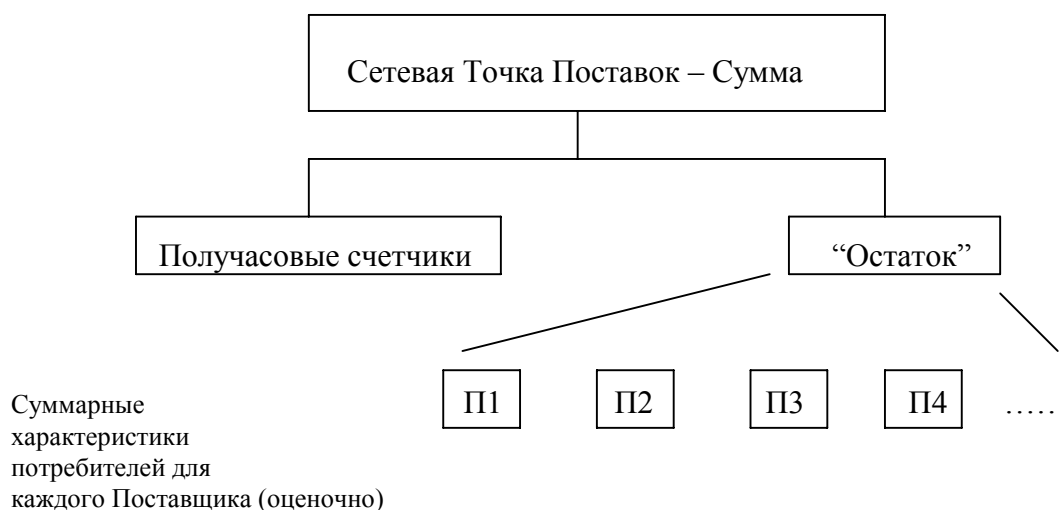 Сетевая Точка Поставок – Сумма
Получасовые счетчики
“Остаток”
П1 П2 П3 П4 …..
Суммарные
характеристики
потребителей для
каждого Поставщика (оценочно)